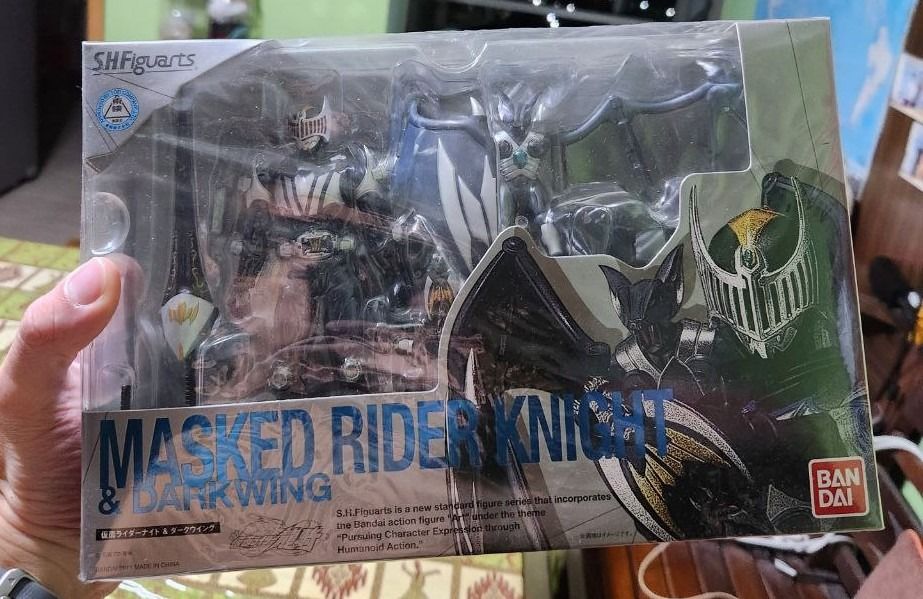 S.H.Figuarts
MASKED RIDER KNIGHT
& DARKWING
仮面ライダーナイト & ダークウイング
S.H.Figuarts is a new standard figure series that incorporates
the Bandai action figure "Art" under the theme
"Pursuing Character Expression through
Humanoid Action."
BAN
DAI
MADE IN CHINA